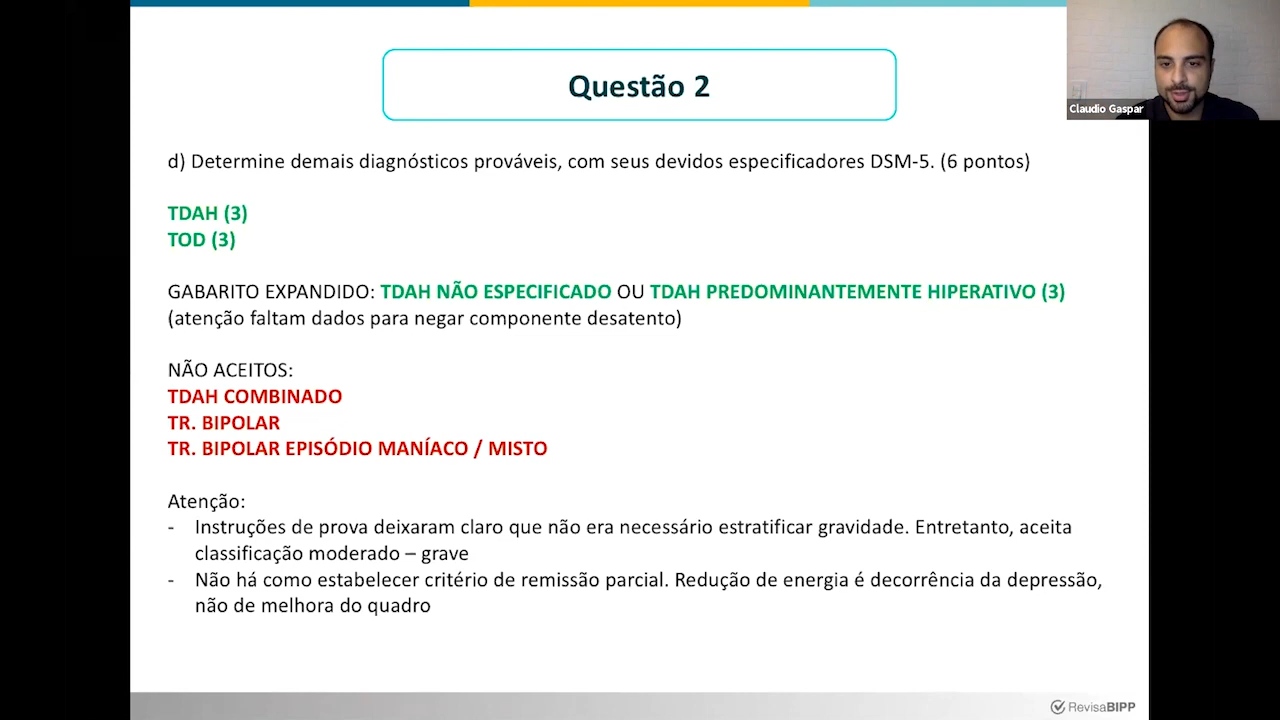 Questão 2
Claudio Gaspar
d) Determine demais diagnósticos prováveis, com seus devidos especificadores DSM-5. (6 pontos)
TDAH (3)
TOD (3)
GABARITO EXPANDIDO: TDAH NÃO ESPECIFICADO OU TDAH PREDOMINANTEMENTE HIPERATIVO (3)
(atenção faltam dados para negar componente desatento)
NÃO ACEITOS:
TDAH COMBINADO
TR. BIPOLAR
TR. BIPOLAR EPISÓDIO MANÍACO / MISTO
Atenção:
- Instruções de prova deixaram claro que não era necessário estratificar gravidade. Entretanto, aceita
classificação moderado – grave
- Não há como estabelecer critério de remissão parcial. Redução de energia é decorrência da depressão,
não de melhora do quadro
RevisaBIPP